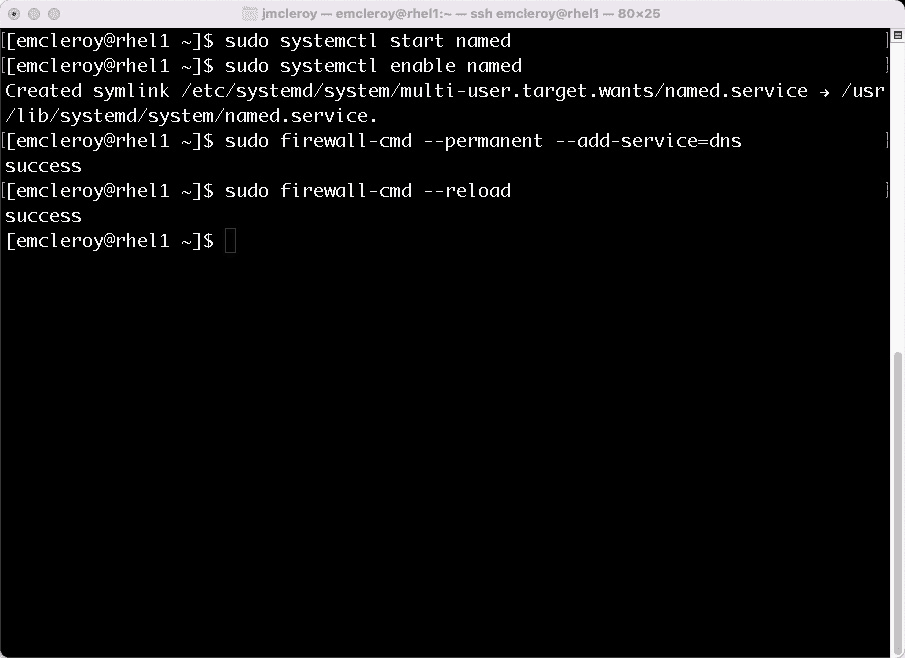 jmcleroy — emcleroy@rhel1:~ — ssh emcleroy@rhel1 — 80×25
[[emcleroy@rhel1 ~]$ sudo systemctl start named ]
[[emcleroy@rhel1 ~]$ sudo systemctl enable named ]
Created symlink /etc/systemd/system/multi-user.target.wants/named.service → /usr
/lib/systemd/system/named.service.
[[emcleroy@rhel1 ~]$ sudo firewall-cmd --permanent --add-service=dns ]
success
[[emcleroy@rhel1 ~]$ sudo firewall-cmd --reload ]
success
[emcleroy@rhel1 ~]$